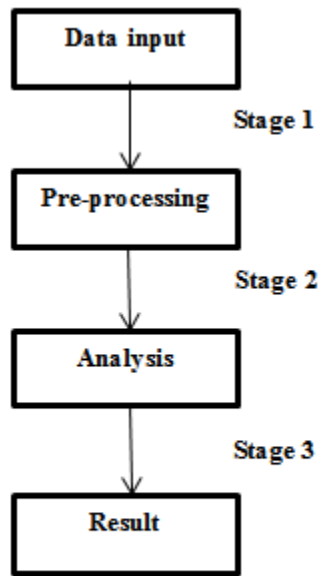 Data input
Stage 1
Pre-processing
Stage 2
Analysis
Stage 3
Result